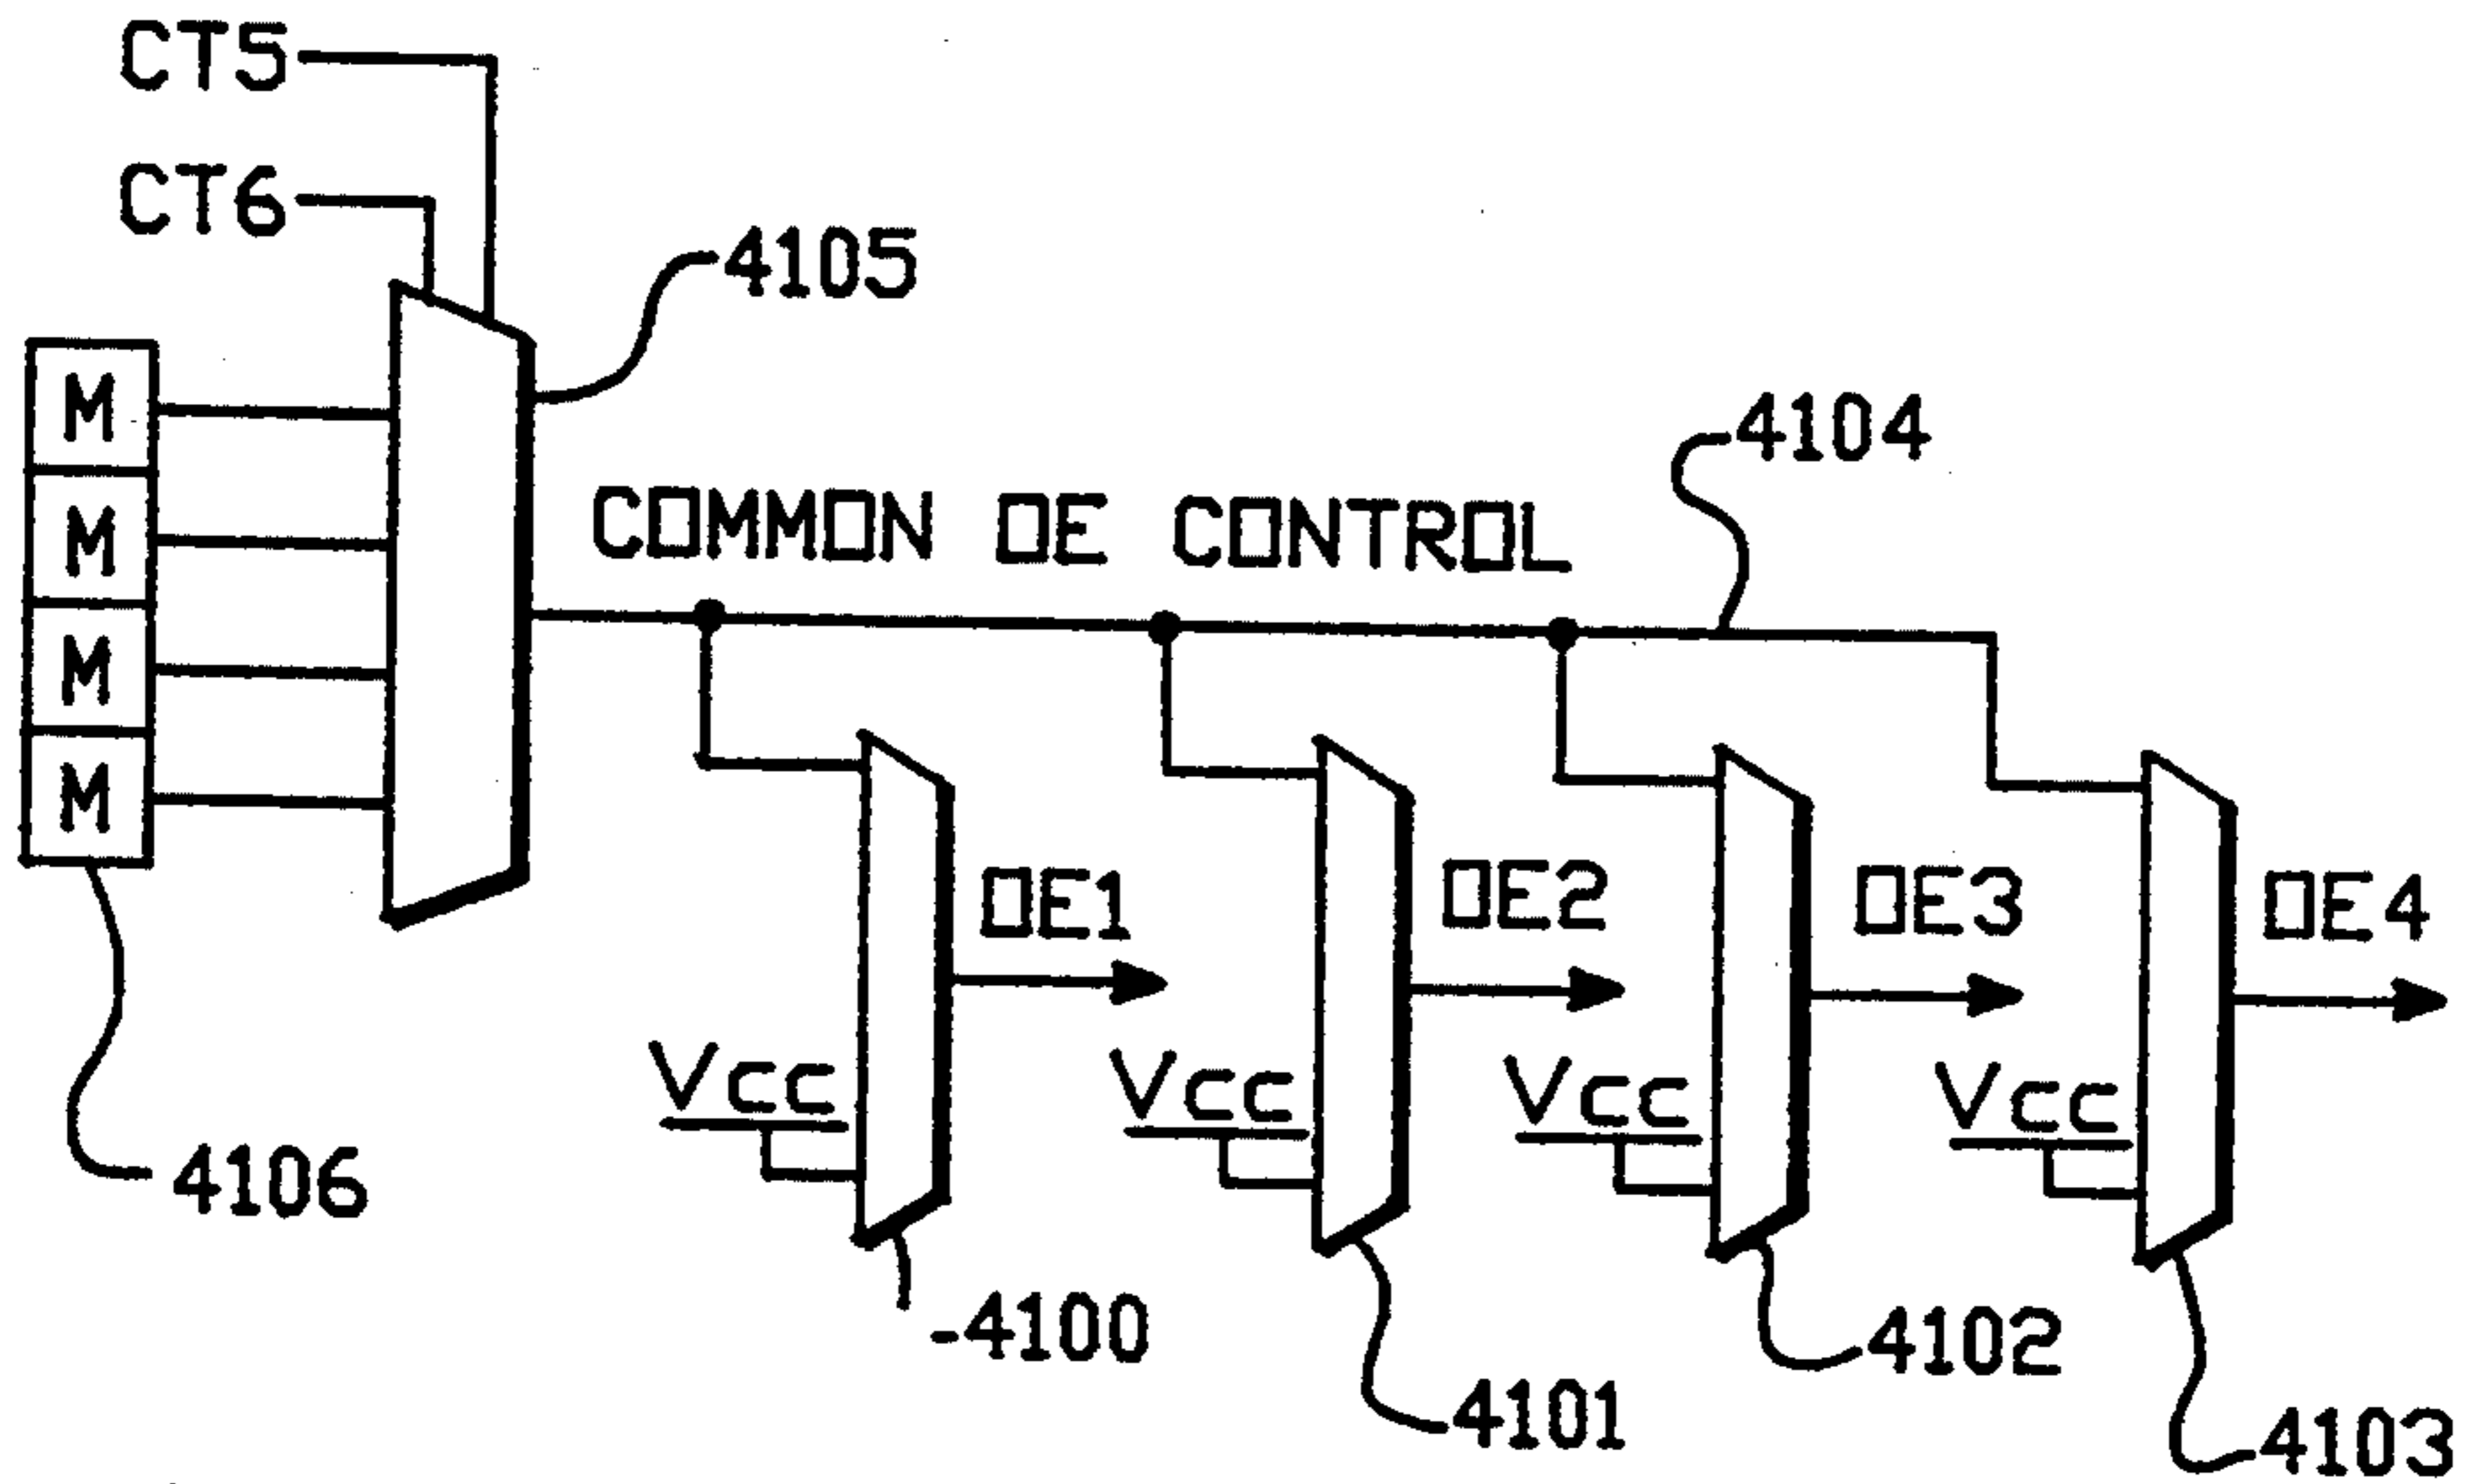 CT5
CT6
4105
M
4104
COMMON OE CONTROL
M
M
M
OE1
OE2
OE3
OE4
Vcc
Vcc
Vcc
Vcc
4106
-4100
4102
4101
4103